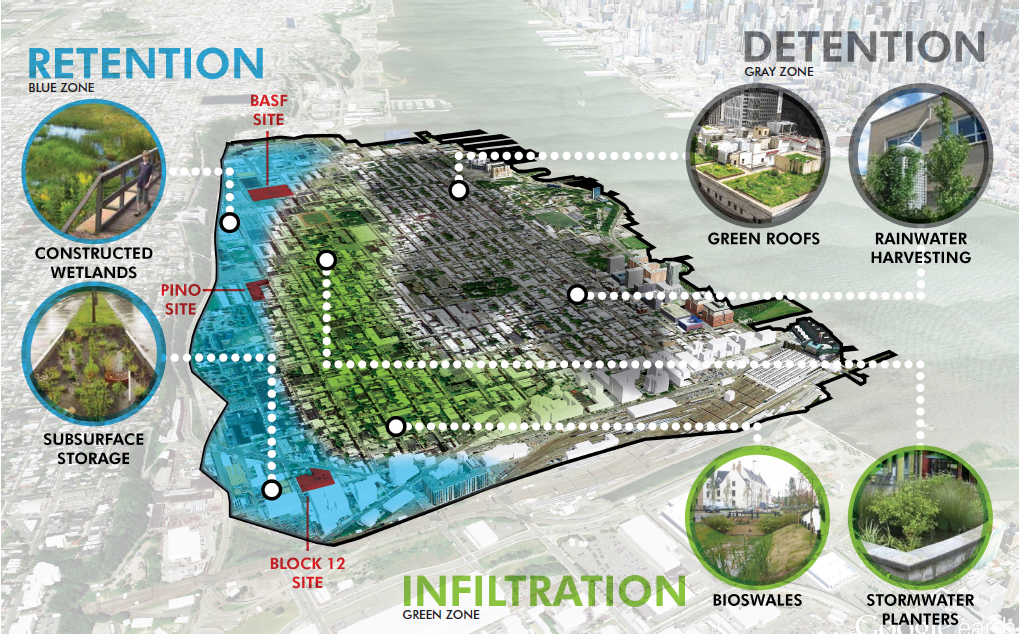 RETENTION
BLUE ZONE
DETENTION
GRAY ZONE
BASF
SITE
CONSTRUCTED
WETLANDS
GREEN ROOFS
RAINWATER
HARVESTING
PINO
SITE
SUBSURFACE
STORAGE
BLOCK 12
SITE
INFILTRATION
GREEN ZONE
BIOSWALES
STORMWATER
PLANTERS